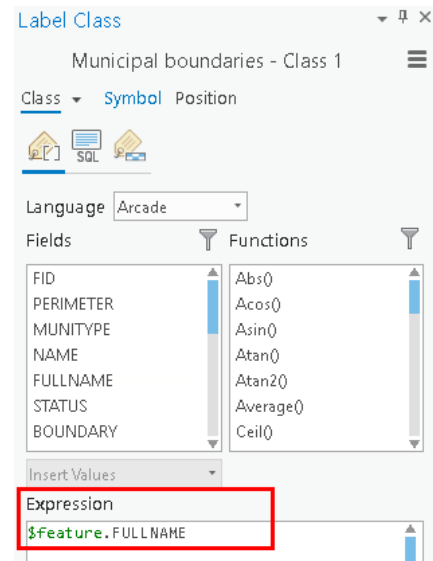 Label Class
Municipal boundaries - Class 1
Class Symbol Position
SQL
Language Arcade
Fields Functions
FID
PERIMETER
MUNITYPE
NAME
FULLNAME
STATUS
BOUNDARY
Abs()
Acos()
Asin()
Atan()
Atan2()
Average()
Ceil()
Insert Values
Expression
$feature.FULLNAME